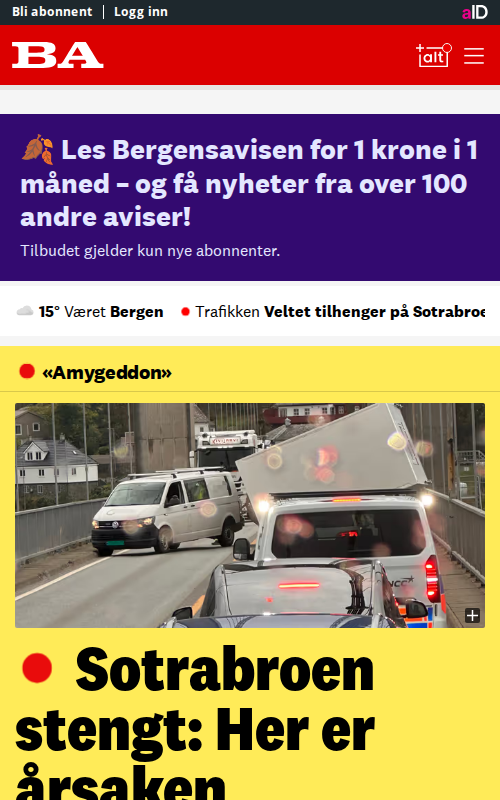 Bli abonnent | Logg inn
aID
BA
+alt
🍂 Les Bergensavisen for 1 krone i 1
måned – og få nyheter fra over 100
andre aviser!
Tilbudet gjelder kun nye abonnenter.
15° Været Bergen
Trafikken Veltet tilhenger på Sotrabroe
«Amygeddon»
NCC
Sotrabroen
stengt: Her er
årsaken